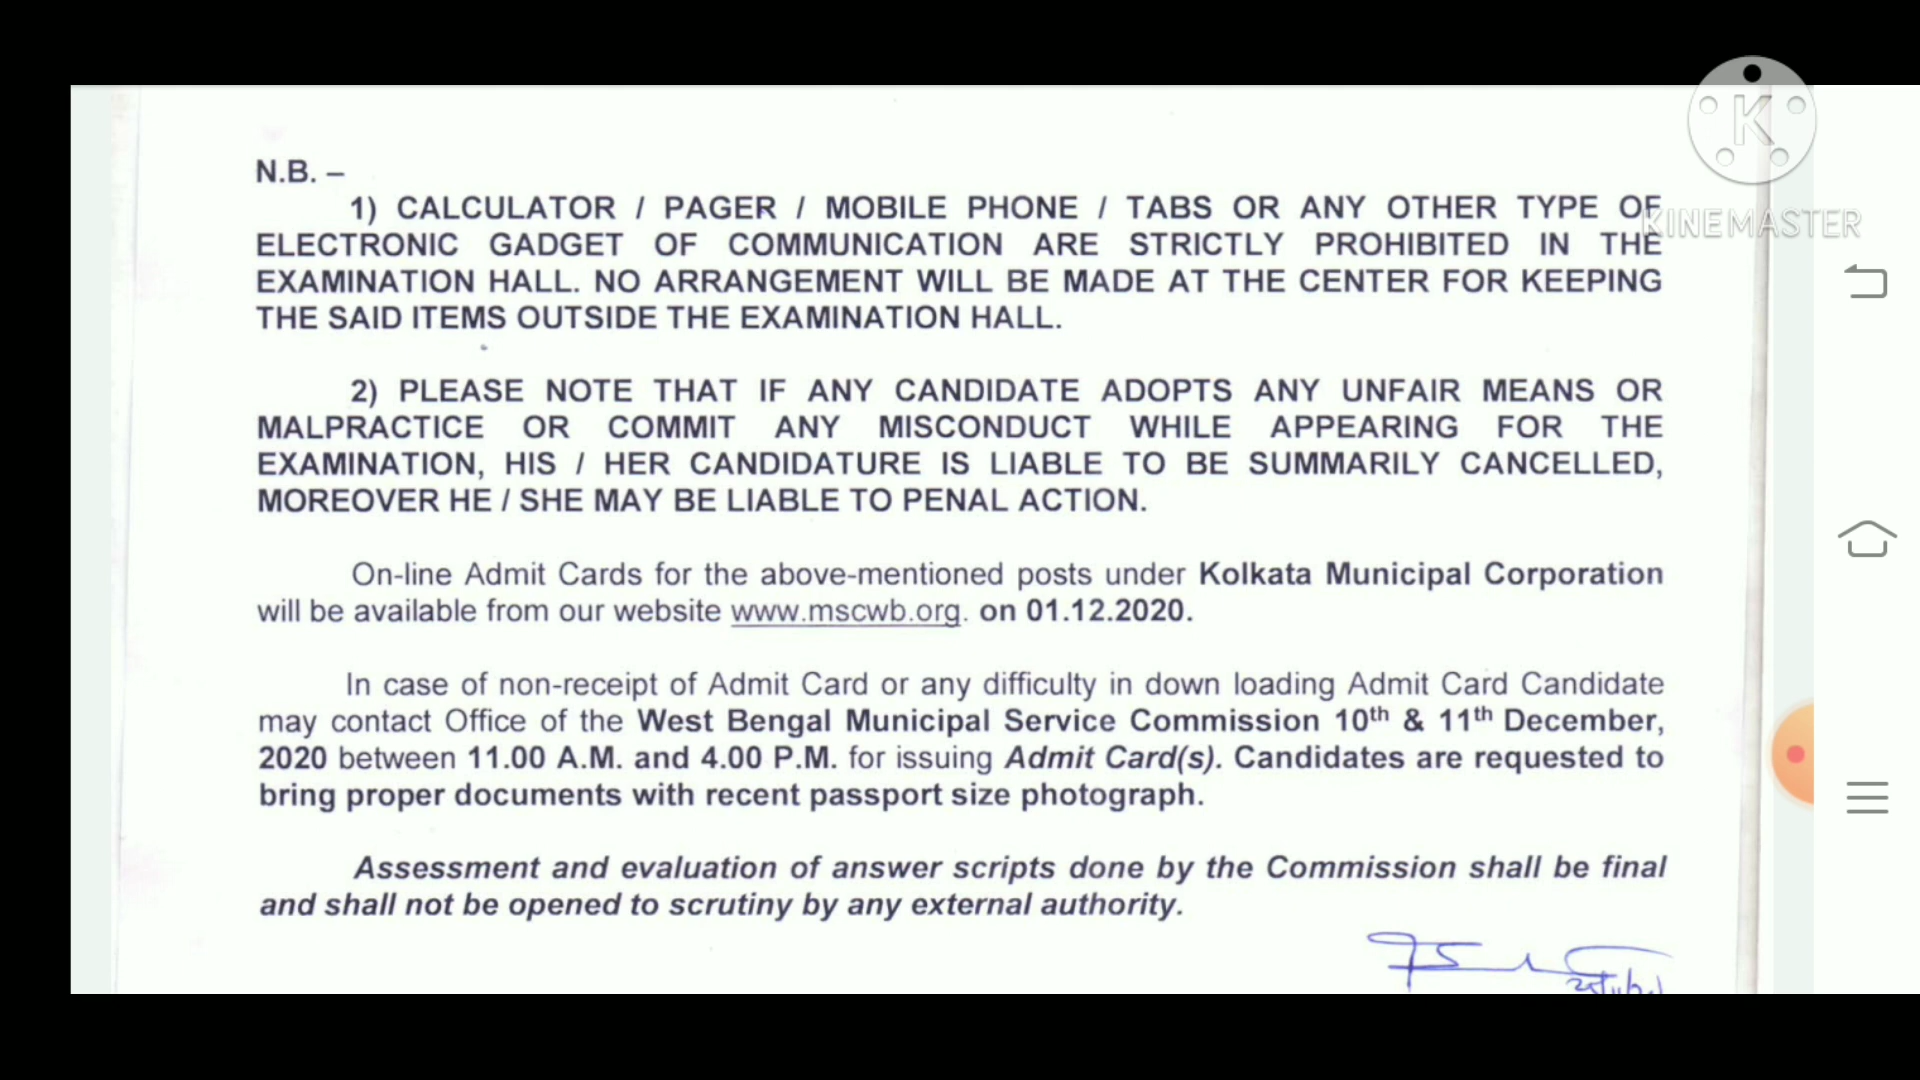 K
KINEMASTER
N.B. –
1) CALCULATOR / PAGER / MOBILE PHONE / TABS OR ANY OTHER TYPE OF
ELECTRONIC GADGET OF COMMUNICATION ARE STRICTLY PROHIBITED IN THE
EXAMINATION HALL. NO ARRANGEMENT WILL BE MADE AT THE CENTER FOR KEEPING
THE SAID ITEMS OUTSIDE THE EXAMINATION HALL.
2) PLEASE NOTE THAT IF ANY CANDIDATE ADOPTS ANY UNFAIR MEANS OR
MALPRACTICE OR COMMIT ANY MISCONDUCT WHILE APPEARING FOR THE
EXAMINATION, HIS / HER CANDIDATURE IS LIABLE TO BE SUMMARILY CANCELLED,
MOREOVER HE / SHE MAY BE LIABLE TO PENAL ACTION.
On-line Admit Cards for the above-mentioned posts under Kolkata Municipal Corporation
will be available from our website www.mscwb.org. on 01.12.2020.
In case of non-receipt of Admit Card or any difficulty in down loading Admit Card Candidate
may contact Office of the West Bengal Municipal Service Commission 10th & 11th December,
2020 between 11.00 A.M. and 4.00 P.M. for issuing Admit Card(s). Candidates are requested to
bring proper documents with recent passport size photograph.
Assessment and evaluation of answer scripts done by the Commission shall be final
and shall not be opened to scrutiny by any external authority.